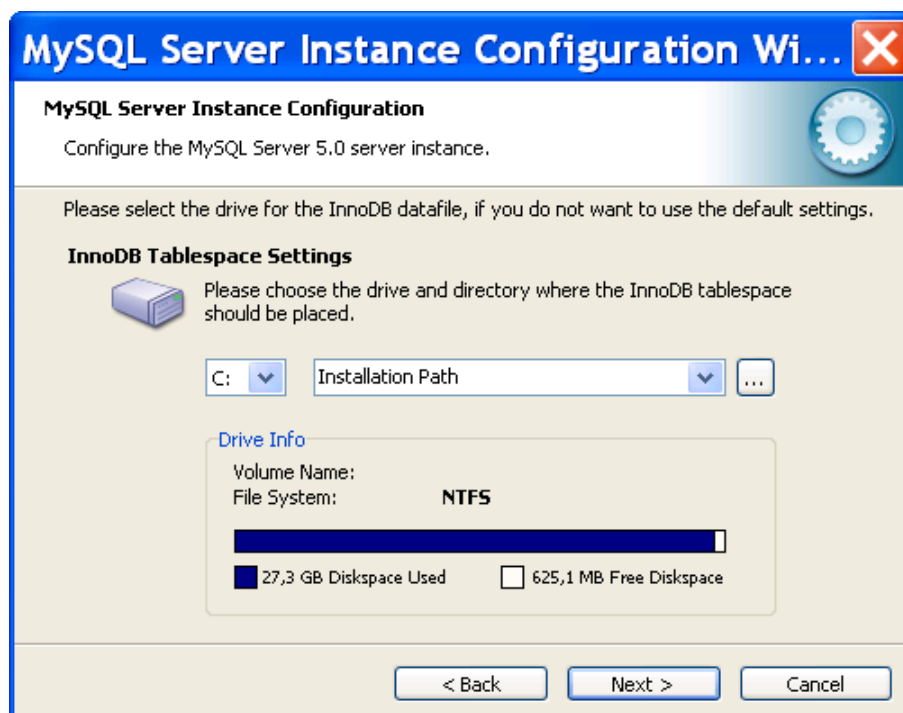 MySQL Server Instance Configuration Wi...
MySQL Server Instance Configuration
Configure the MySQL Server 5.0 server instance.
Please select the drive for the InnoDB datafile, if you do not want to use the default settings.
InnoDB Tablespace Settings
Please choose the drive and directory where the InnoDB tablespace
should be placed.
C: Installation Path ...
Drive Info
Volume Name:
File System: NTFS
27,3 GB Diskspace Used 625,1 MB Free Diskspace
< Back Next > Cancel